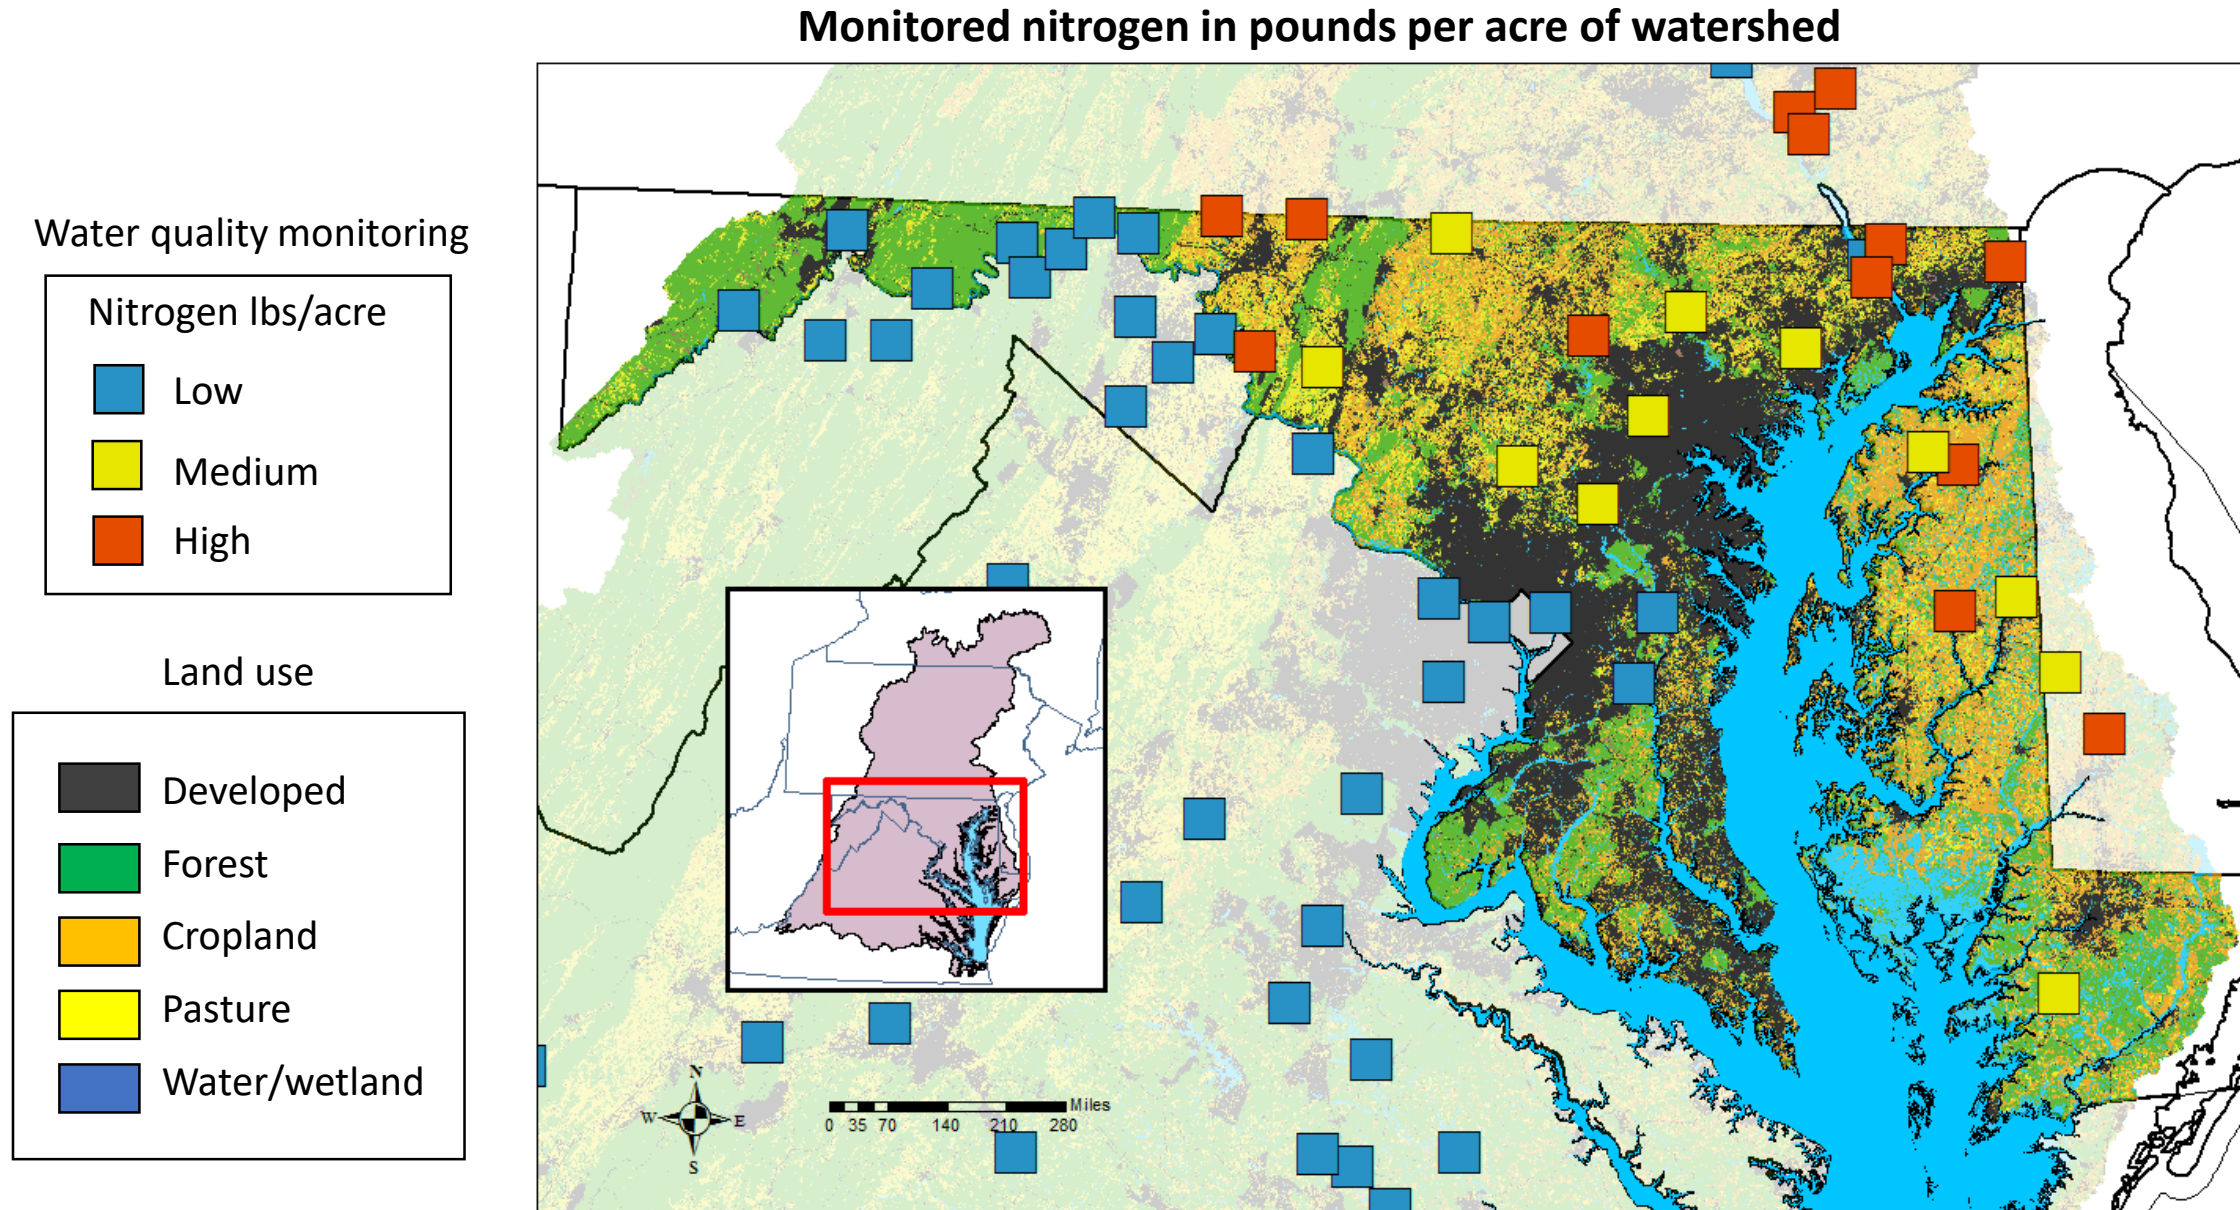 Monitored nitrogen in pounds per acre of watershed
Water quality monitoring
Nitrogen lbs/acre
Low
Medium
High
Land use
Developed
Forest
Cropland
Pasture
Water/wetland
N
W E
S
Miles
0 35 70 140 210 280